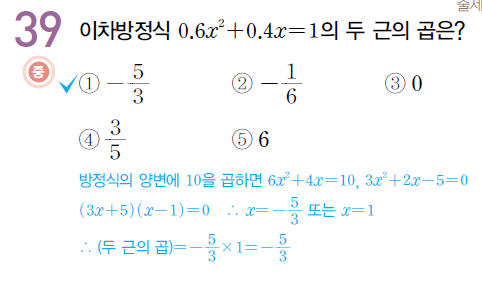 술세
39 이차방정식 0.6x²+0.4x=1의 두 근의 곱은?
중
① −5/3 ② −1/6 ③ 0
④ 3/5 ⑤ 6
방정식의 양변에 10을 곱하면 6x²+4x=10, 3x²+2x−5=0
(3x+5)(x−1)=0 ∴ x=−5/3 또는 x=1
∴ (두 근의 곱)=−5/3×1=−5/3